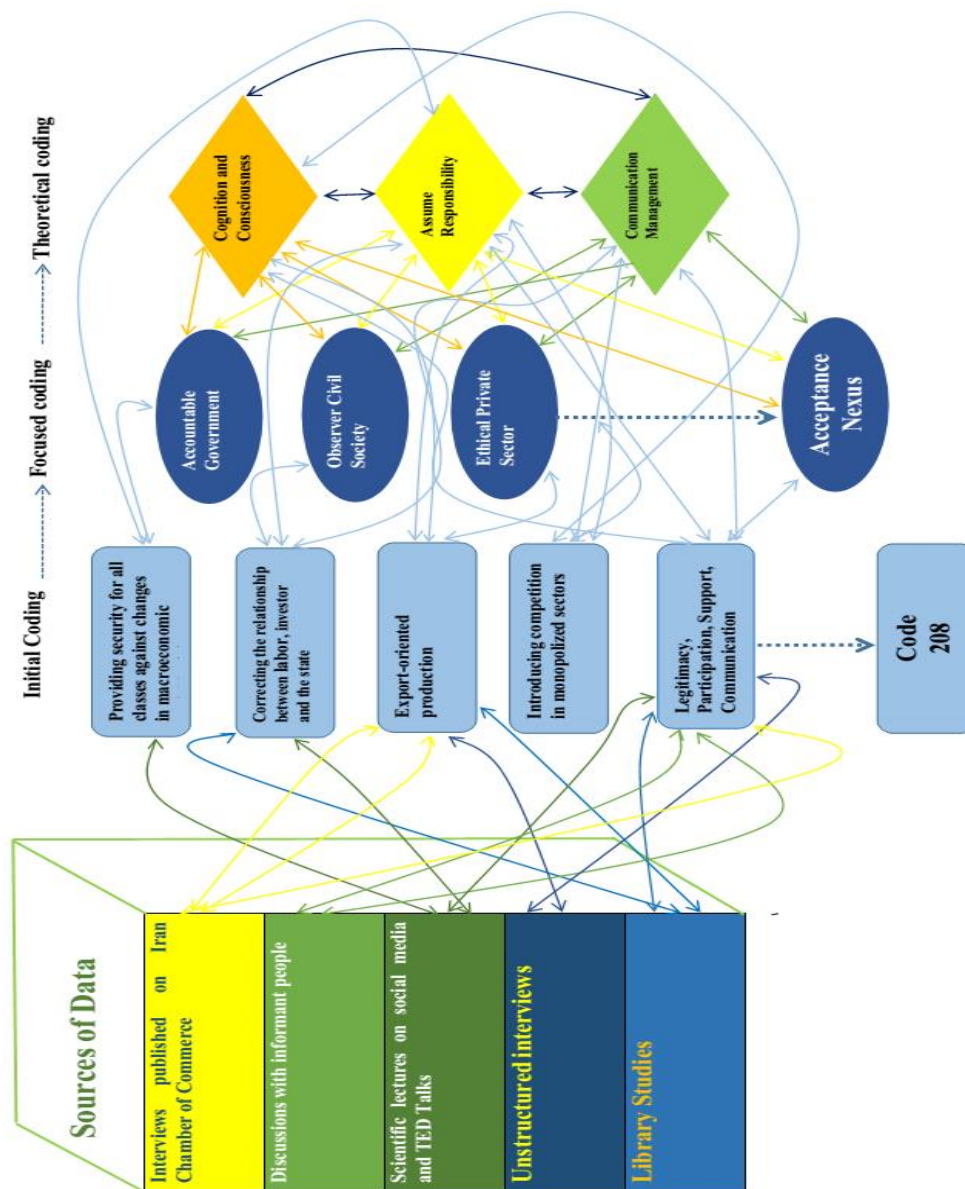 Initial Coding
Focused coding
Theoretical coding
Sources of Data
Interviews published on Iran
Chamber of Commerce
Discussions with informant people
Scientific lectures on social media
and TED Talks
Unstructured interviews
Library Studies
Providing security for all
classes against changes
in macroeconomic
Correcting the relationship
between labor, investor
and the state
Export-oriented
production
Introducing competition
in monopolized sectors
Legitimacy,
Participation, Support,
Communication
Code
208
Accountable
Government
Observer Civil
Society
Ethical Private
Sector
Acceptance
Nexus
Cognition and
Consciousness
Assume
Responsibility
Communication
Management